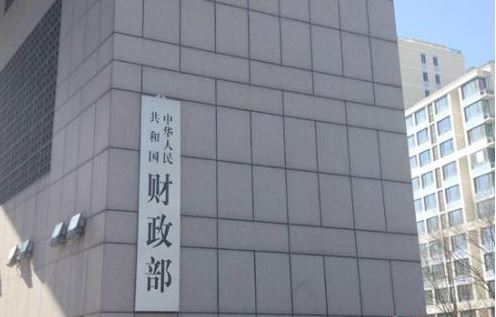 中华人民
共和国
财政部